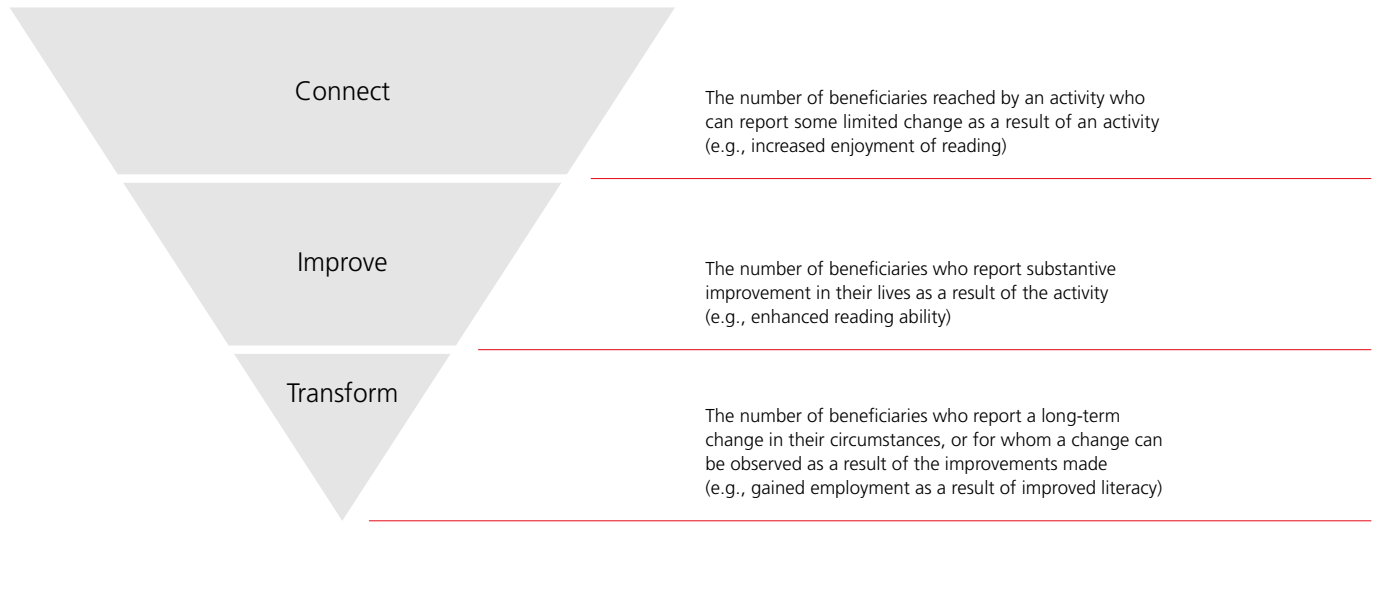 Connect
The number of beneficiaries reached by an activity who
can report some limited change as a result of an activity
(e.g., increased enjoyment of reading)
Improve
The number of beneficiaries who report substantive
improvement in their lives as a result of the activity
(e.g., enhanced reading ability)
Transform
The number of beneficiaries who report a long-term
change in their circumstances, or for whom a change can
be observed as a result of the improvements made
(e.g., gained employment as a result of improved literacy)